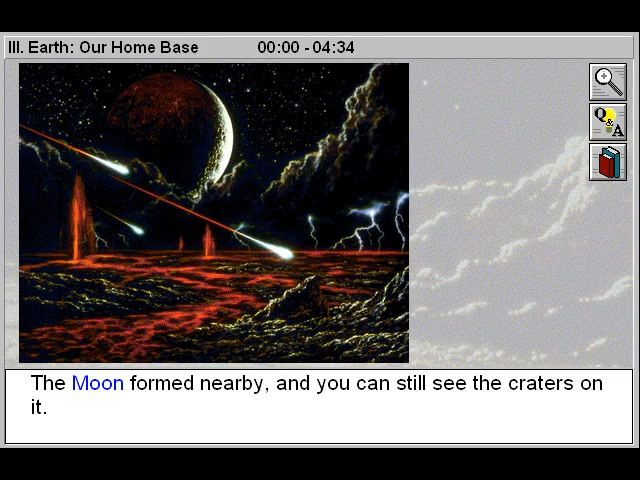 III. Earth: Our Home Base 00:00 - 04:34
Q&A
The Moon formed nearby, and you can still see the craters on
it.